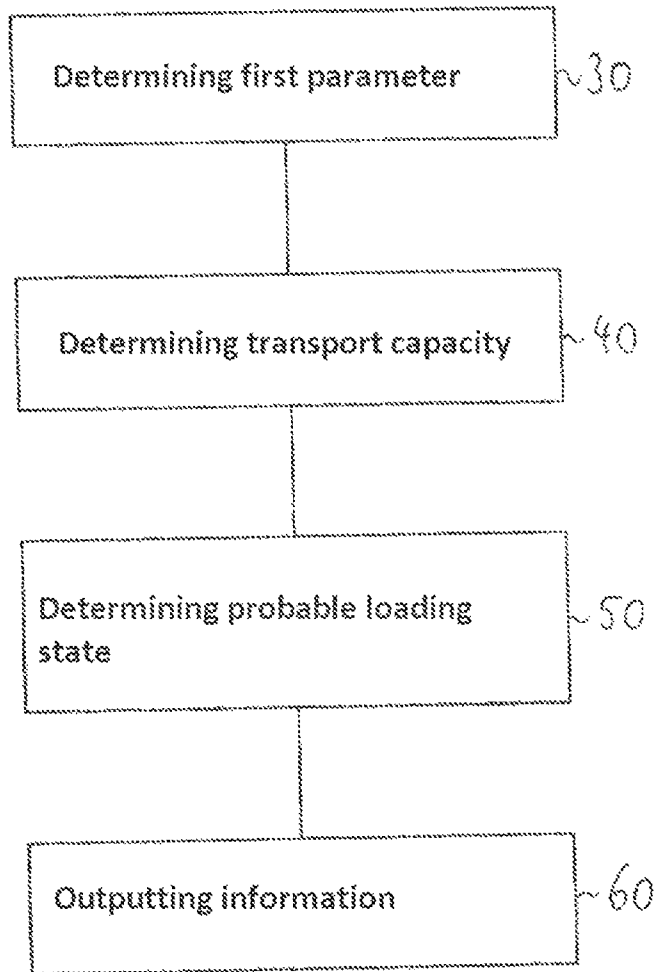 Determining first parameter ~30
Determining transport capacity ~40
Determining probable loading
state ~50
Outputting information ~60